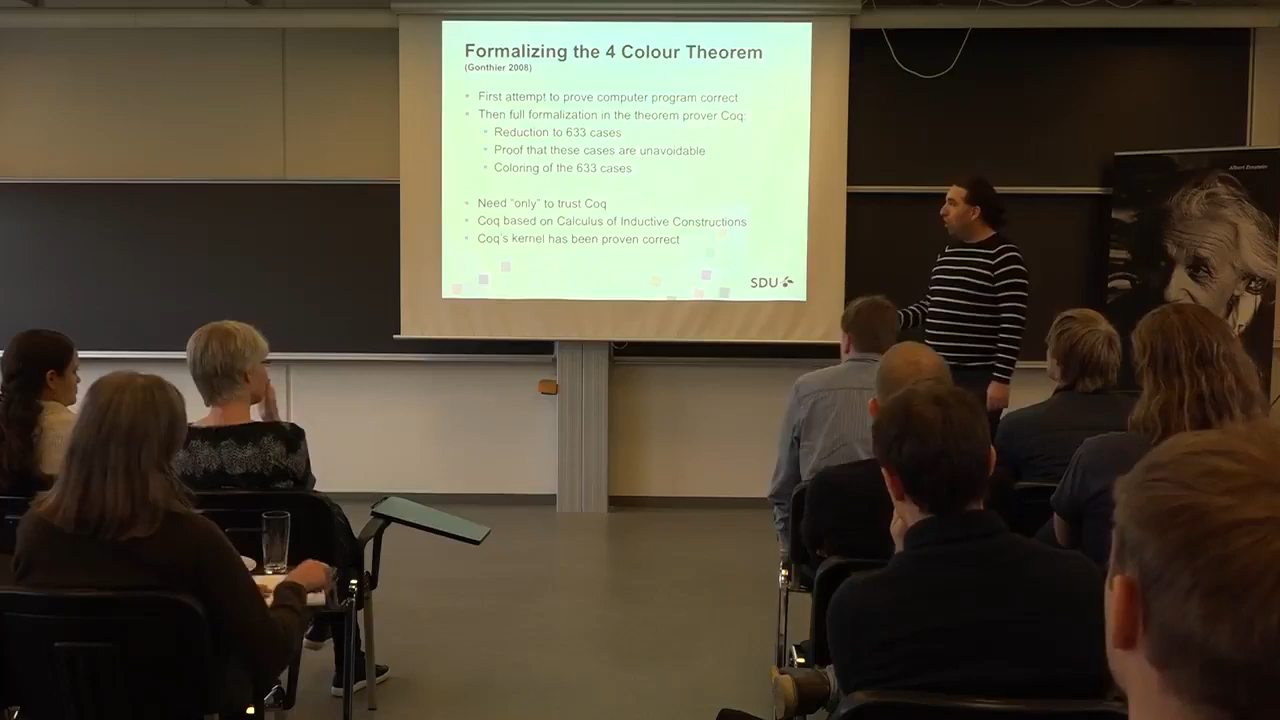 Formalizing the 4 Colour Theorem
(Gonthier 2008)
• First attempt to prove computer program correct
• Then full formalization in the theorem prover Coq:
• Reduction to 633 cases
• Proof that these cases are unavoidable
• Coloring of the 633 cases
• Need "only" to trust Coq
• Coq based on Calculus of Inductive Constructions
• Coq's kernel has been proven correct
SDU
Albert Einstein